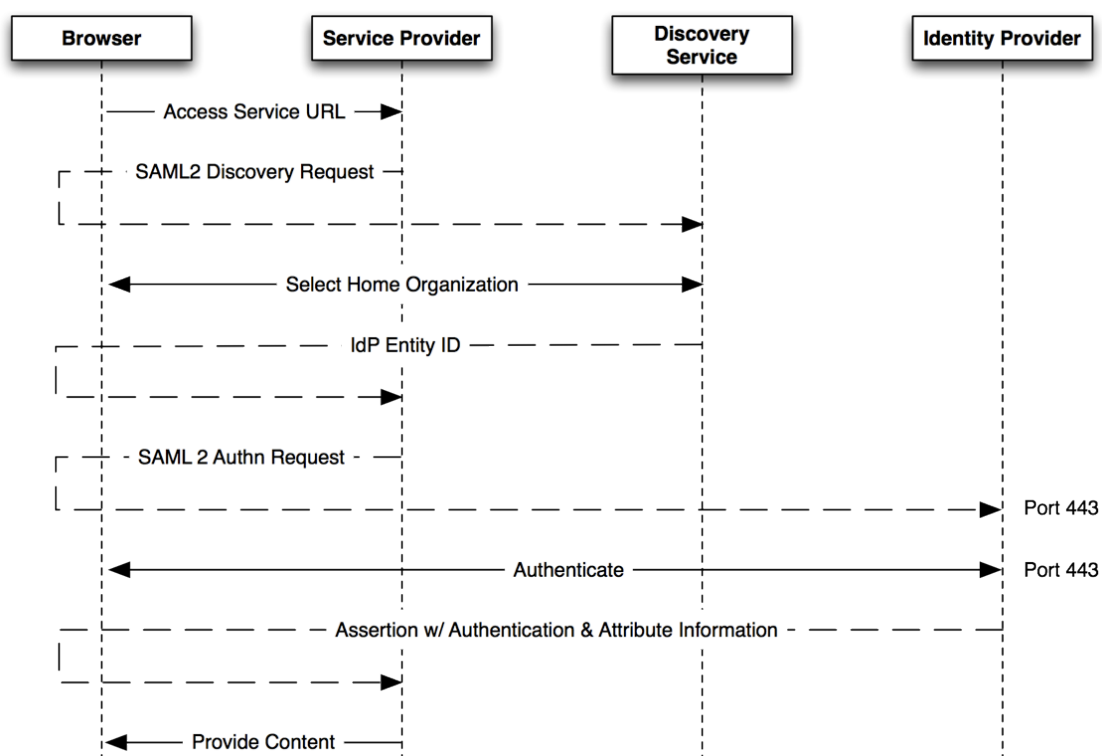 Browser
Service Provider
Discovery
Service
Identity Provider
Access Service URL
SAML2 Discovery Request
Select Home Organization
IdP Entity ID
SAML 2 Authn Request
Port 443
Authenticate
Port 443
Assertion w/ Authentication & Attribute Information
Provide Content